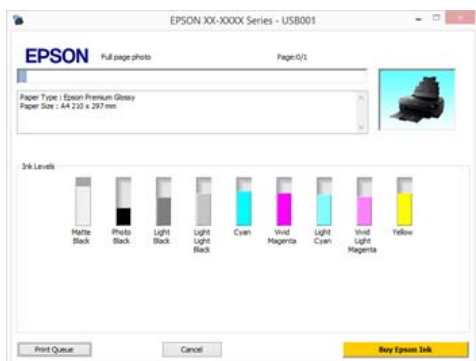 EPSON XX-XXXX Series - USB001
EPSON
Full page photo
Page:0/1
Paper Type : Epson Premium Glossy
Paper Size : A4 210 x 297 mm
Ink Levels
Matte
Black
Photo
Black
Light
Black
Light
Light
Black
Cyan
Vivid
Magenta
Light
Cyan
Vivid
Light
Magenta
Yellow
Print Queue
Cancel
Buy Epson Ink